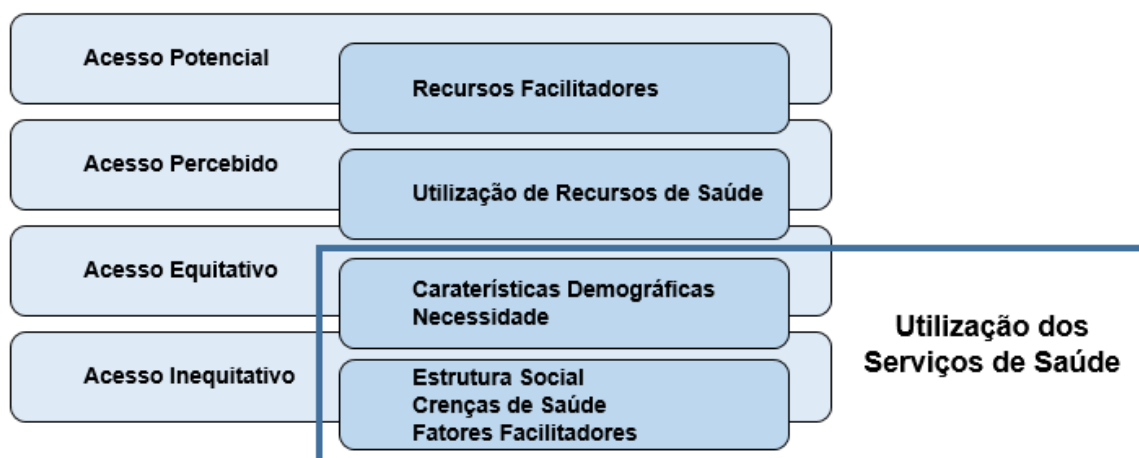 Acesso Potencial
Recursos Facilitadores
Acesso Percebido
Utilização de Recursos de Saúde
Acesso Equitativo
Caraterísticas Demográficas
Necessidade
Acesso Inequitativo
Estrutura Social
Crenças de Saúde
Fatores Facilitadores
Utilização dos
Serviços de Saúde